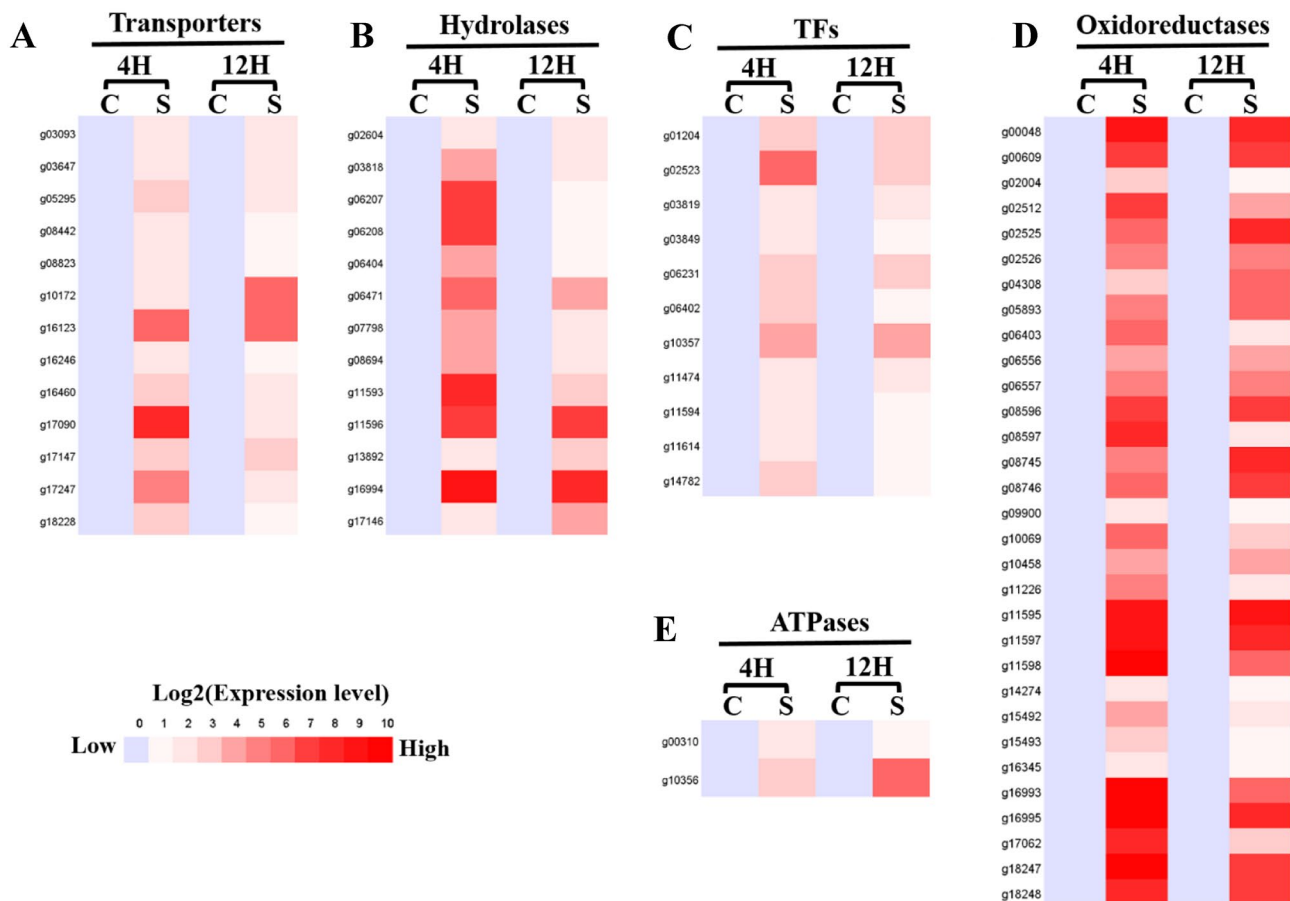 A
Transporters
4H 12H
C S C S
g03093
g03647
g05295
g08442
g08823
g10172
g16123
g16246
g16460
g17090
g17147
g17247
g18228
B
Hydrolases
4H 12H
C S C S
g02604
g03818
g06207
g06208
g06404
g06471
g07798
g08694
g11593
g11596
g13892
g16994
g17146
C
TFs
4H 12H
C S C S
g01204
g02523
g03819
g03849
g06231
g06402
g10357
g11474
g11594
g11614
g14782
D
Oxidoreductases
4H 12H
C S C S
g00048
g00609
g02004
g02512
g02525
g02526
g04308
g05893
g06403
g06556
g06557
g08596
g08597
g08745
g08746
g09900
g10069
g10458
g11226
g11595
g11597
g11598
g14274
g15492
g15493
g16345
g16993
g16995
g17062
g18247
g18248
E
ATPases
4H 12H
C S C S
g00310
g10356
Log2(Expression level)
0 1 2 3 4 5 6 7 8 9 10
Low High